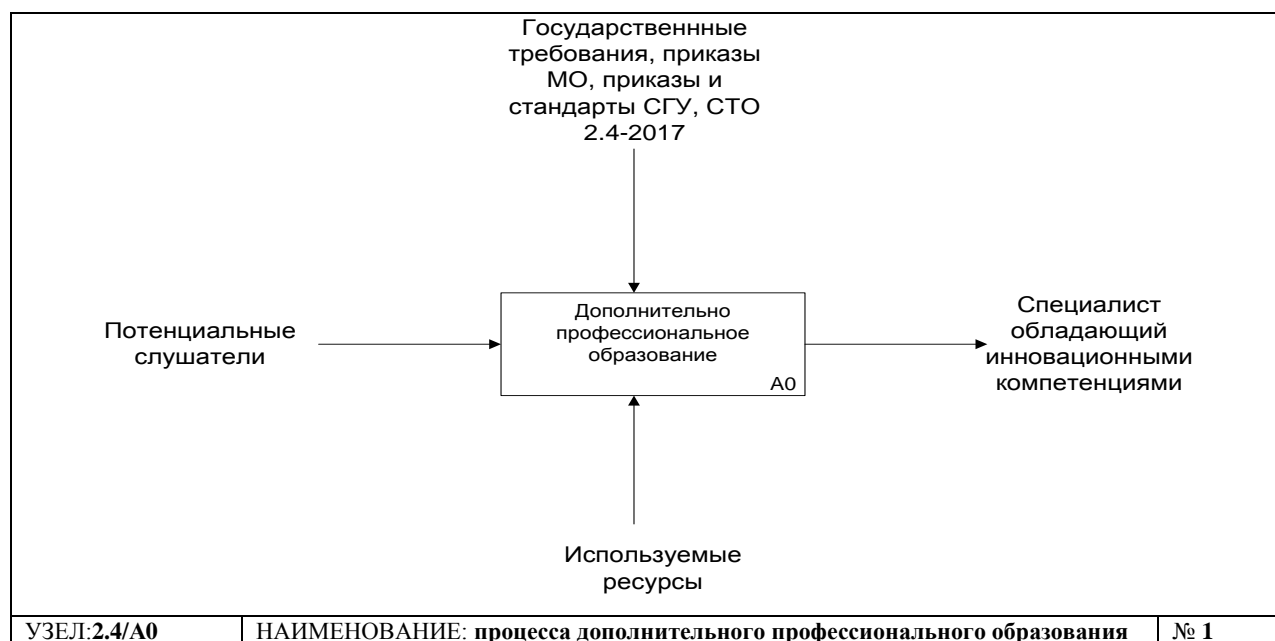 Государственнные
требования, приказы
МО, приказы и
стандарты СГУ, СТО
2.4-2017
Потенциальные
слушатели
Дополнительно
профессиональное
образование
A0
Специалист
обладающий
инновационными
компетенциями
Используемые
ресурсы
УЗЕЛ:2.4/А0 НАИМЕНОВАНИЕ: процесса дополнительного профессионального образования № 1